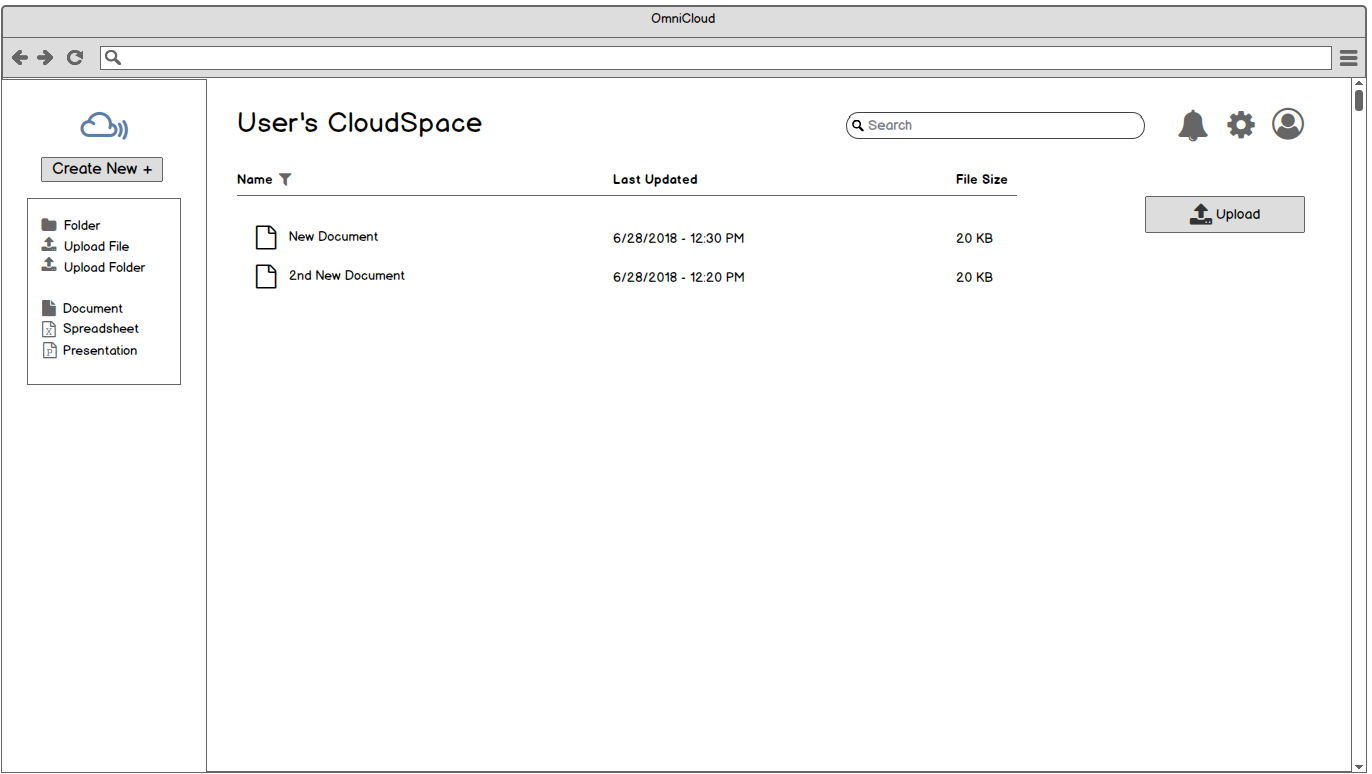 OmniCloud
Create New +
Folder
Upload File
Upload Folder
Document
X Spreadsheet
P Presentation
User's CloudSpace
Search
Name Last Updated File Size
New Document 6/28/2018 - 12:30 PM 20 KB
2nd New Document 6/28/2018 - 12:20 PM 20 KB
Upload